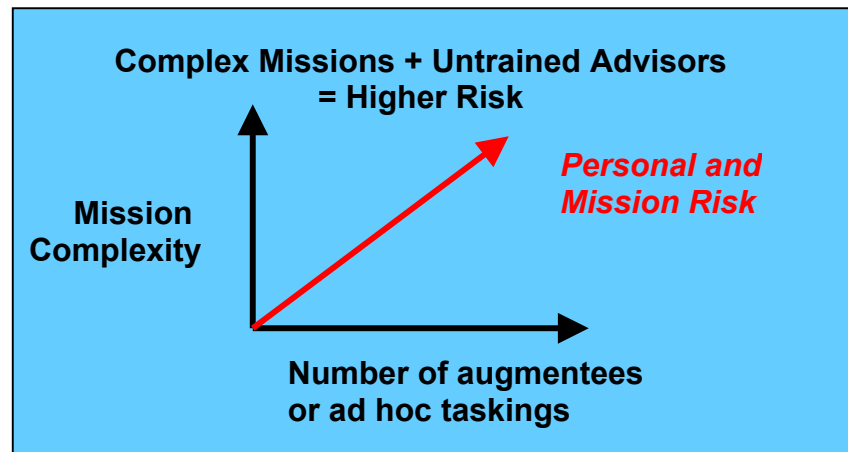 Complex Missions + Untrained Advisors
= Higher Risk
Personal and
Mission Risk
Mission
Complexity
Number of augmentees
or ad hoc taskings